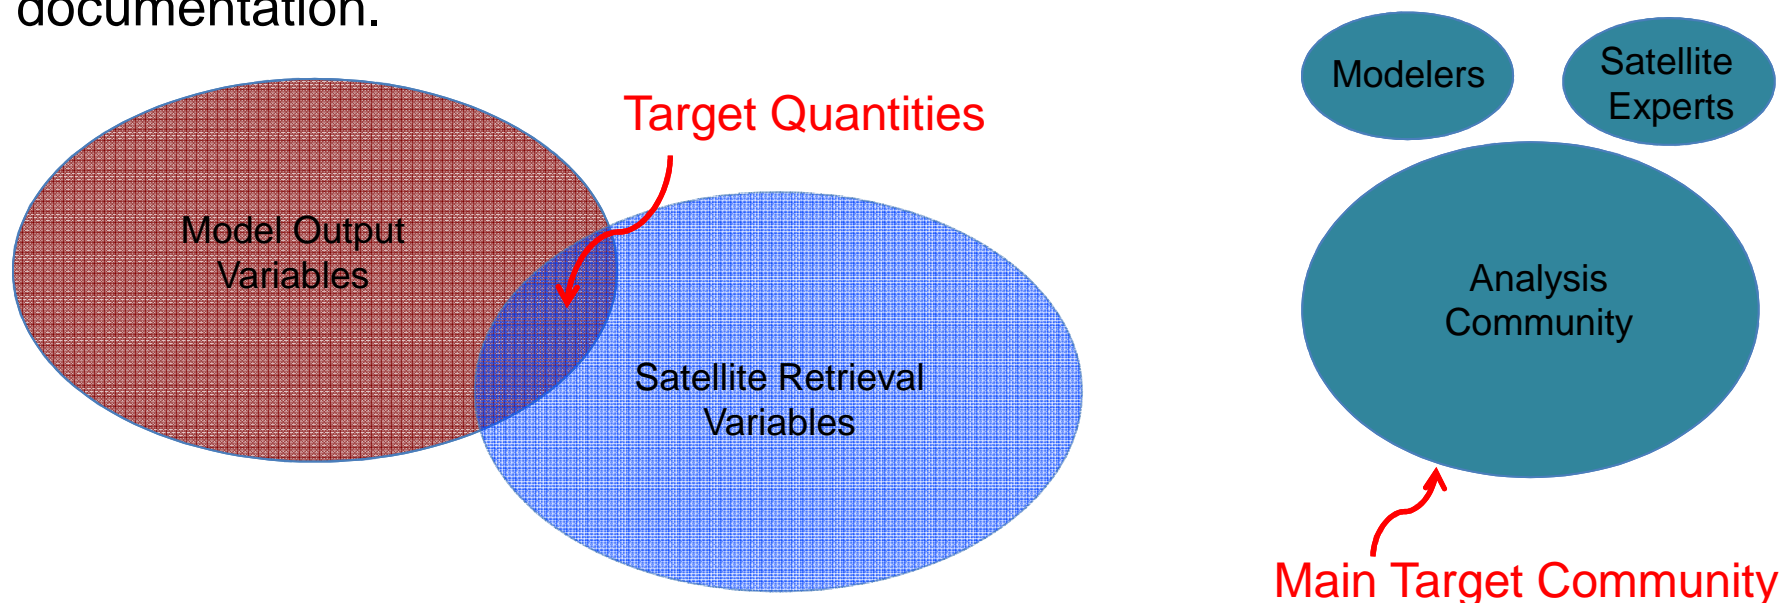 documentation.
Target Quantities
Model Output
Variables
Satellite Retrieval
Variables
Modelers
Satellite
Experts
Analysis
Community
Main Target Community